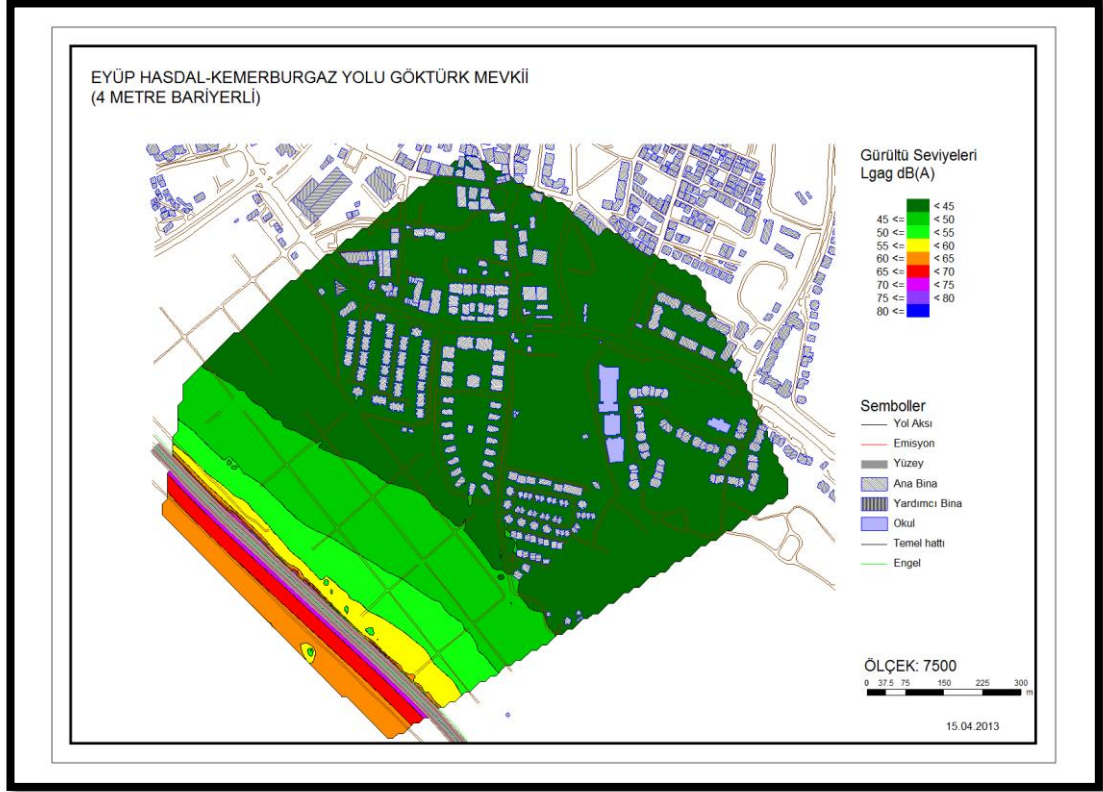 EYÜP HASDAL-KEMERBURGAZ YOLU GÖKTÜRK MEVKİİ
(4 METRE BARİYERLİ)
Gürültü Seviyeleri
Lgag dB(A)
< 45
45 <= < 50
50 <= < 55
55 <= < 60
60 <= < 65
65 <= < 70
70 <= < 75
75 <= < 80
80 <=
Semboller
Yol Aksı
Emisyon
Yüzey
Ana Bina
Yardımcı Bina
Okul
Temel hattı
Engel
ÖLÇEK: 7500
0 37.5 75 150 225 300
m
15.04.2013